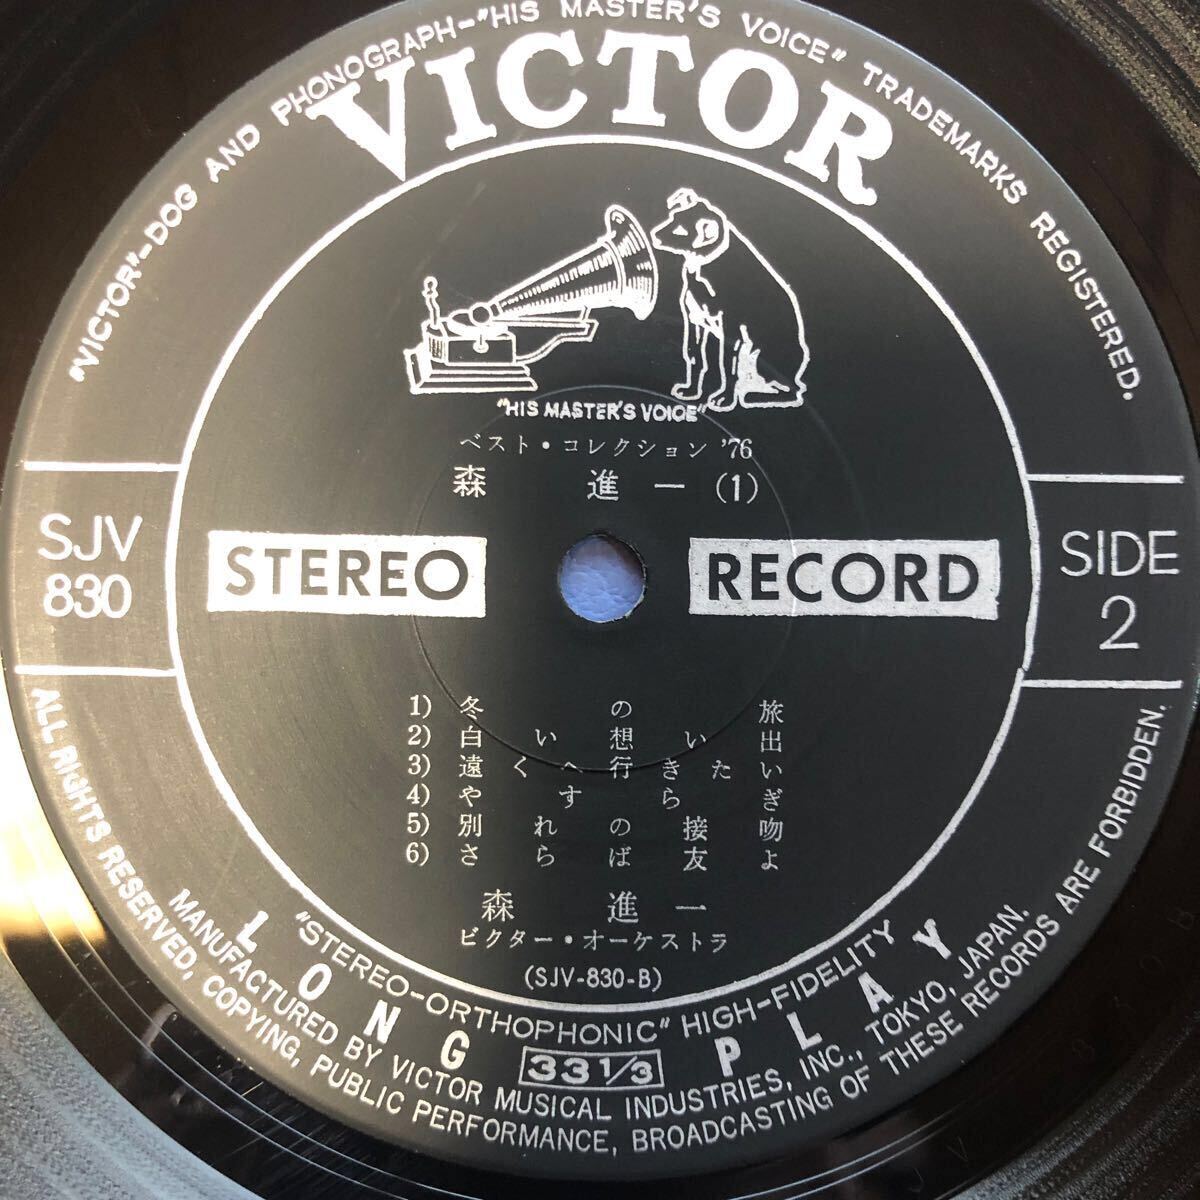 "VICTOR"-DOG AND PHONOGRAPH-"HIS MASTER'S VOICE" TRADEMARKS REGISTERED.
VICTOR
"HIS MASTER'S VOICE"
ベスト・コレクション '76
森 進一 (1)
SJV
830
STEREO
RECORD
SIDE
2
1) 冬の旅
2) 白い想い出
3) 遠くへ行きたい
4) やすらぎ
5) 別れの接吻
6) さらば友よ
森 進一
ビクター・オーケストラ
(SJV-830-B)
"STEREO-ORTHOPHONIC" HIGH-FIDELITY
LONG 33 1/3 PLAY
MANUFACTURED BY VICTOR MUSICAL INDUSTRIES, INC., TOKYO, JAPAN.
ALL RIGHTS RESERVED, COPYING, PUBLIC PERFORMANCE, BROADCASTING OF THESE RECORDS ARE FORBIDDEN.